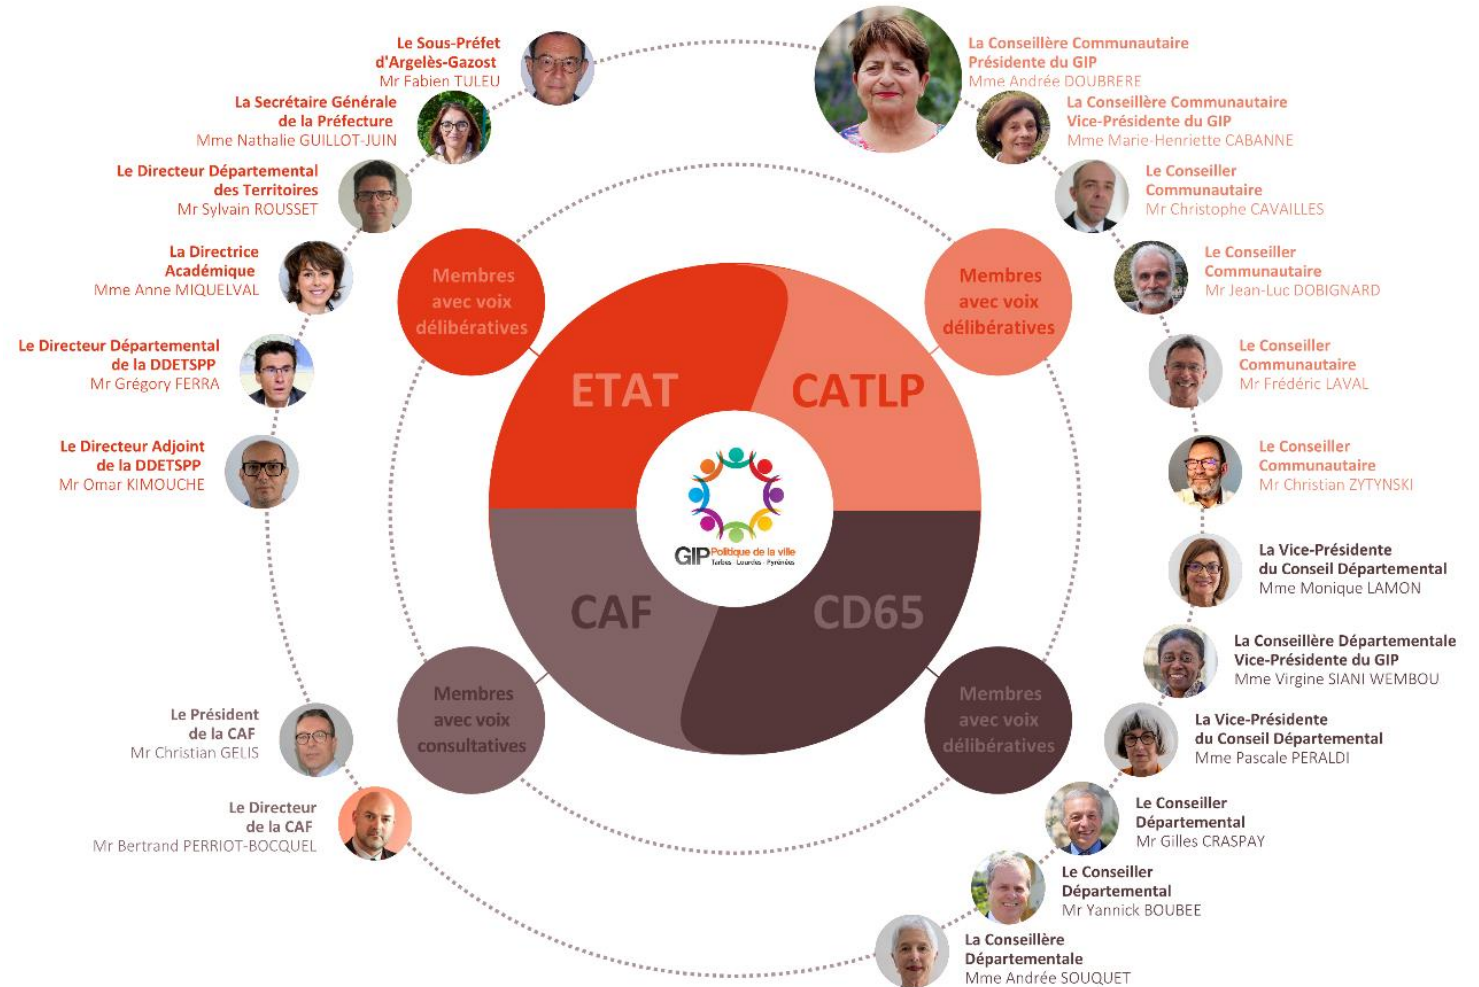 Le Sous-Préfet
d'Argelès-Gazost
Mr Fabien TULEU
La Secrétaire Générale
de la Préfecture
Mme Nathalie GUILLOT-JUIN
Le Directeur Départemental
des Territoires
Mr Sylvain ROUSSET
La Directrice
Académique
Mme Anne MIQUELVAL
Le Directeur Départemental
de la DDETSPP
Mr Grégory FERRA
Le Directeur Adjoint
de la DDETSPP
Mr Omar KIMOUCHE
Le Président
de la CAF
Mr Christian GELIS
Le Directeur
de la CAF
Mr Bertrand PERRIOT-BOCQUEL
Membres
avec voix
délibératives
ETAT
Membres
avec voix
délibératives
CATLP
GIP Politique de la ville
Tarbes - Lourdes - Pyrénées
CAF
Membres
avec voix
consultatives
CD65
Membres
avec voix
délibératives
La Conseillère Communautaire
Présidente du GIP
Mme Andrée DOUBRERE
La Conseillère Communautaire
Vice-Présidente du GIP
Mme Marie-Henriette CABANNE
Le Conseiller
Communautaire
Mr Christophe CAVAILLES
Le Conseiller
Communautaire
Mr Jean-Luc DOBIGNARD
Le Conseiller
Communautaire
Mr Frédéric LAVAL
Le Conseiller
Communautaire
Mr Christian ZYTYNSKI
La Vice-Présidente
du Conseil Départemental
Mme Monique LAMON
La Conseillère Départementale
Vice-Présidente du GIP
Mme Virgine SIANI WEMBOU
La Vice-Présidente
du Conseil Départemental
Mme Pascale PERALDI
Le Conseiller
Départemental
Mr Gilles CRASPAY
Le Conseiller
Départemental
Mr Yannick BOUBEE
La Conseillère
Départementale
Mme Andrée SOUQUET